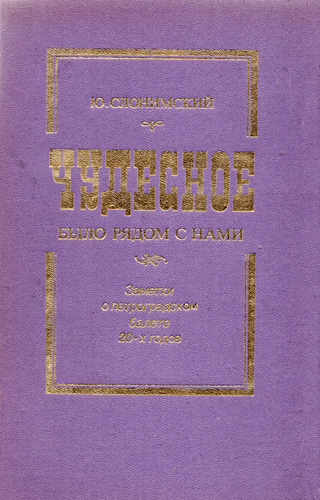 Ю. Слонимский
ЧУДЕСНОЕ
БЫЛО РЯДОМ С НАМИ
Заметки
о петроградском
балете
20-х годов